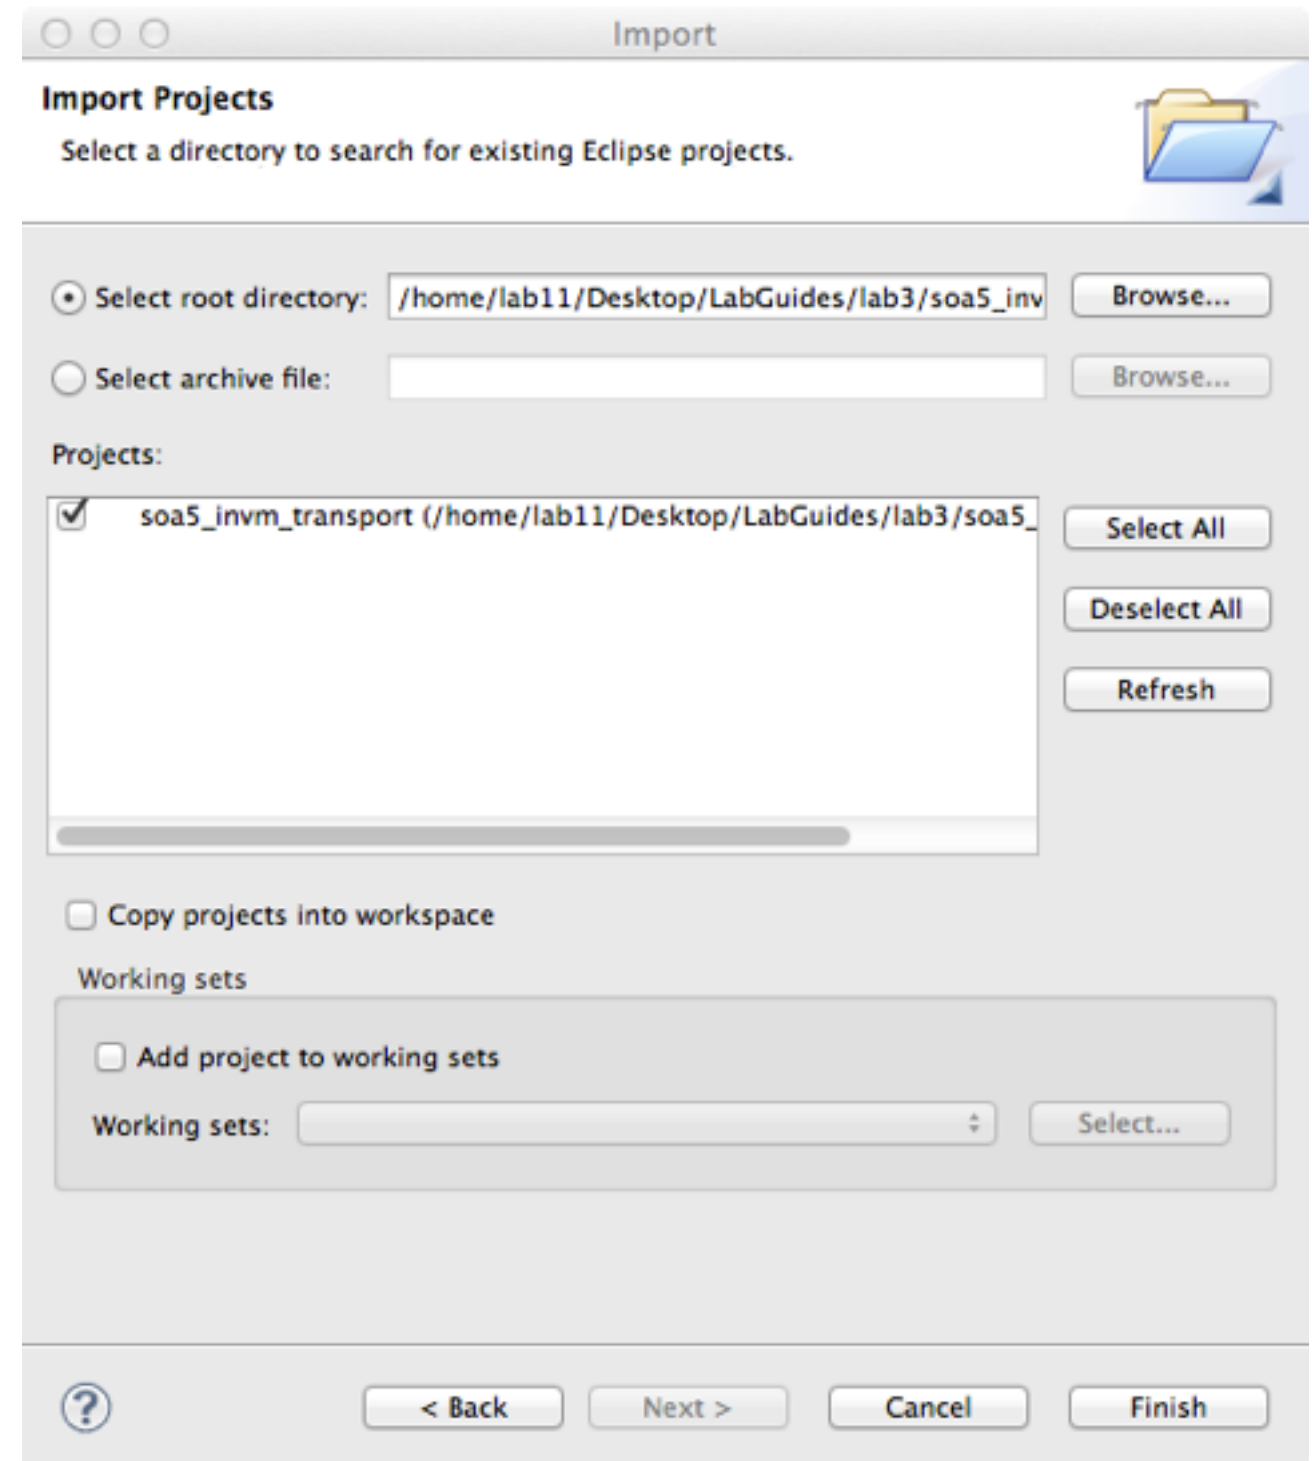 Import
Import Projects
Select a directory to search for existing Eclipse projects.
Select root directory: /home/lab11/Desktop/LabGuides/lab3/soa5_inv Browse...
Select archive file: Browse...
Projects:
soa5_invm_transport (/home/lab11/Desktop/LabGuides/lab3/soa5_
Select All
Deselect All
Refresh
Copy projects into workspace
Working sets
Add project to working sets
Working sets: Select...
? < Back Next > Cancel Finish